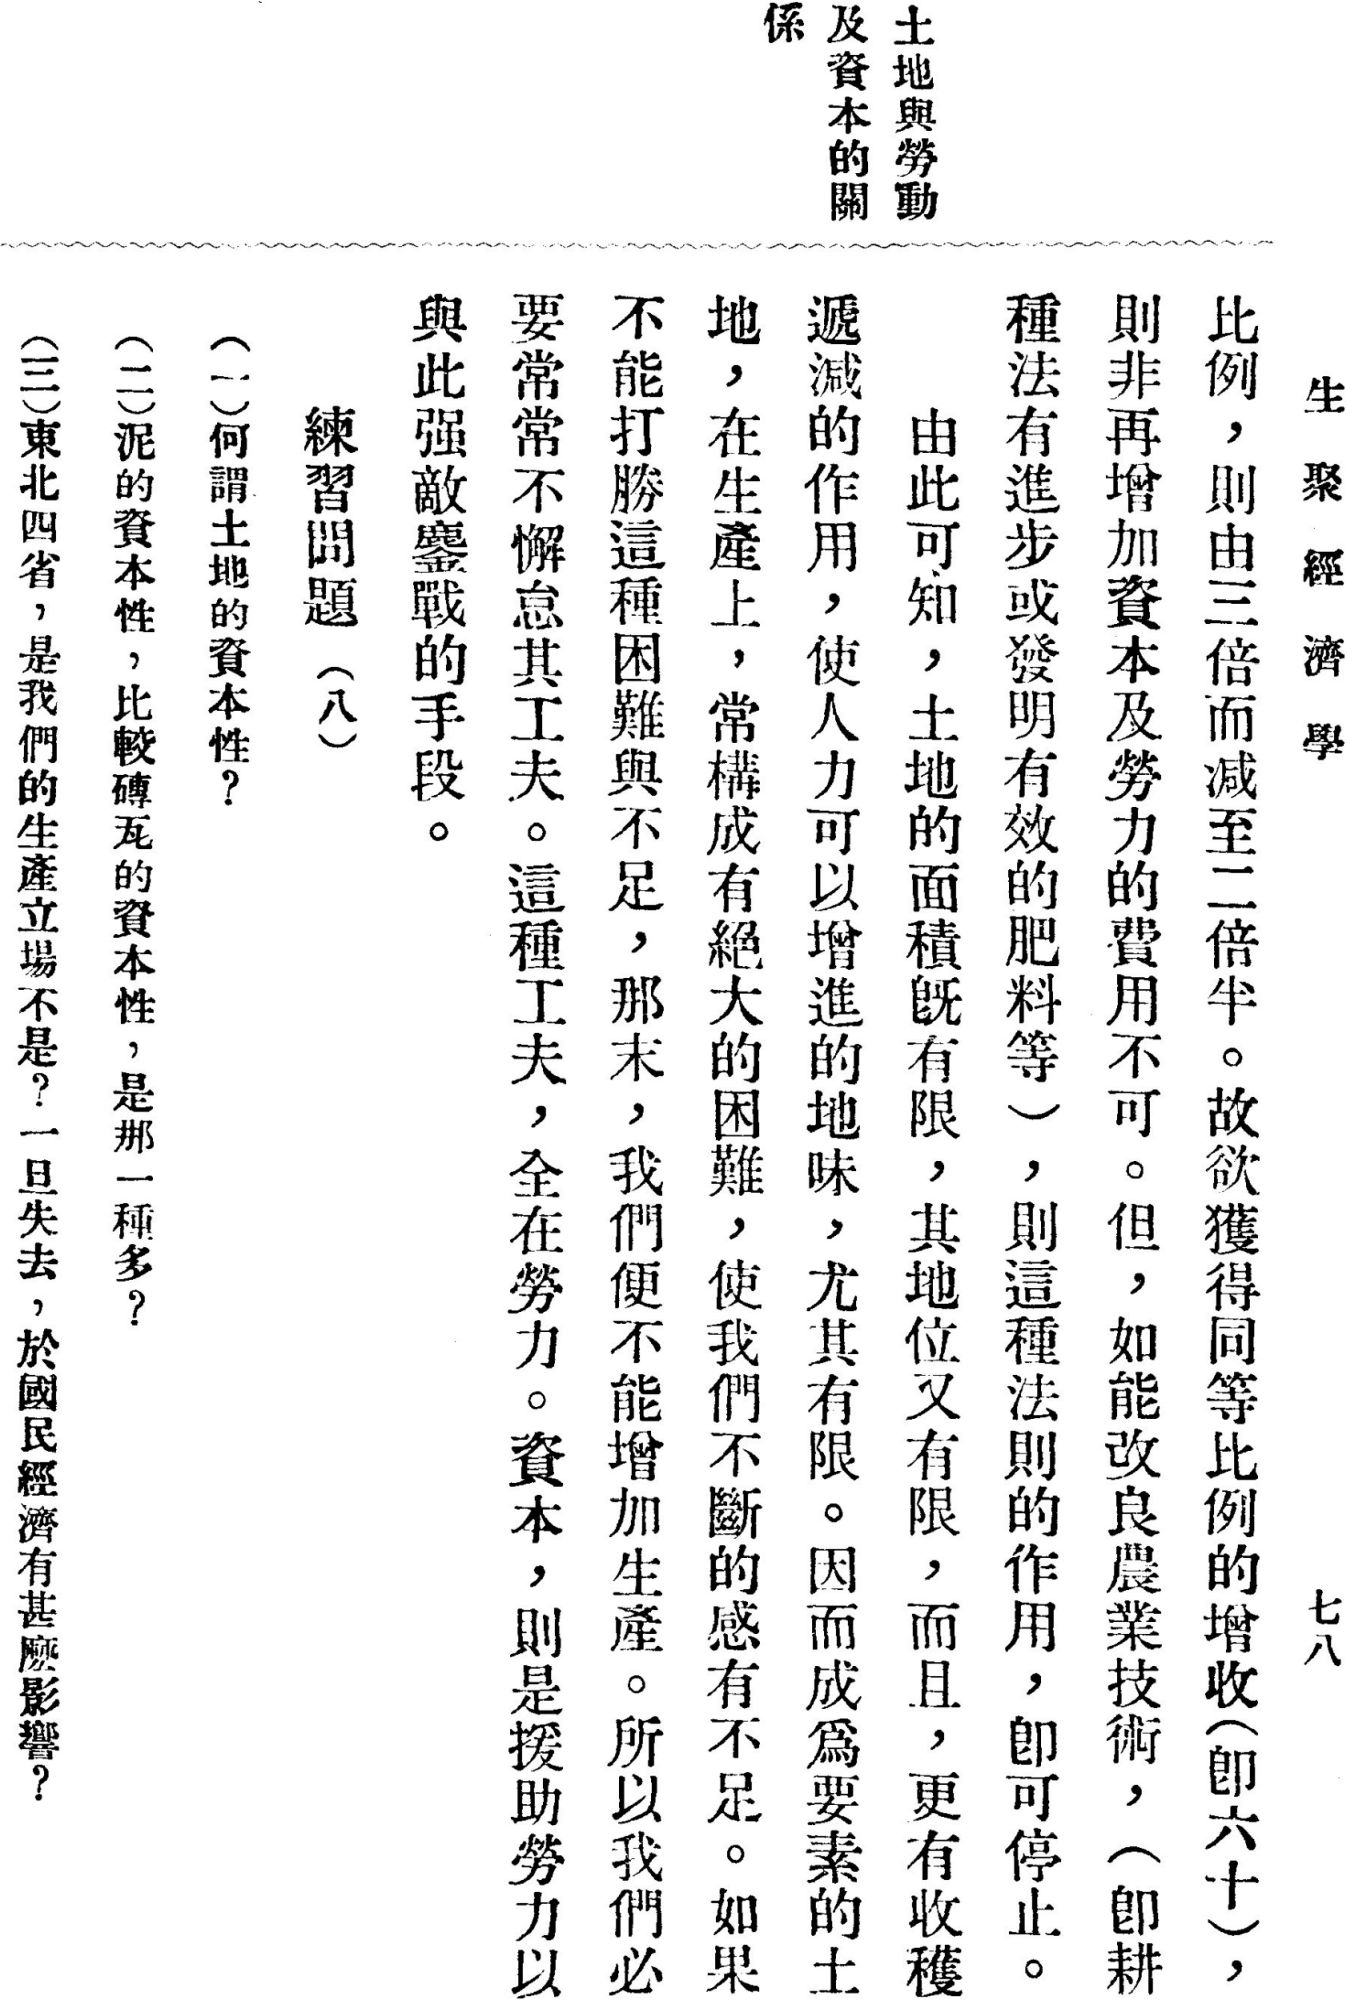 生聚經濟學
七八
土地與勞動
及資本的關
係
比例，則由三倍而減至二倍半。故欲獲得同等比例的增收（卽六十），
則非再增加資本及勞力的費用不可。但，如能改良農業技術，（卽耕
種法有進步或發明有效的肥料等），則這種法則的作用，卽可停止。
由此可知，土地的面積旣有限，其地位又有限，而且，更有收穫
遞減的作用，使人力可以增進的地味，尤其有限。因而成爲要素的土
地，在生產上，常構成有絕大的困難，使我們不斷的感有不足。如果
不能打勝這種困難與不足，那末，我們便不能增加生產。所以我們必
要常常不懈怠其工夫。這種工夫，全在勞力。資本，則是援助勞力以
與此强敵鏖戰的手段。
練習問題（八）
（一）何謂土地的資本性？
（二）泥的資本性，比較磚瓦的資本性，是那一種多？
（三）東北四省，是我們的生產立場不是？一旦失去，於國民經濟有甚麽影響？